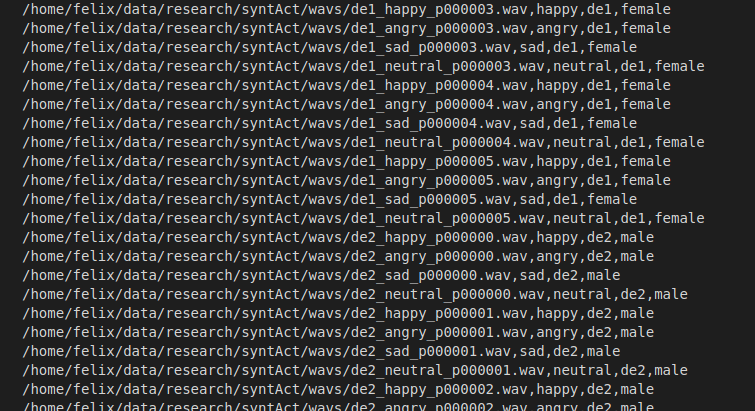 /home/felix/data/research/syntAct/wavs/de1_happy_p000003.wav,happy,de1,female
/home/felix/data/research/syntAct/wavs/de1_angry_p000003.wav,angry,de1,female
/home/felix/data/research/syntAct/wavs/de1_sad_p000003.wav,sad,de1,female
/home/felix/data/research/syntAct/wavs/de1_neutral_p000003.wav,neutral,de1,female
/home/felix/data/research/syntAct/wavs/de1_happy_p000004.wav,happy,de1,female
/home/felix/data/research/syntAct/wavs/de1_angry_p000004.wav,angry,de1,female
/home/felix/data/research/syntAct/wavs/de1_sad_p000004.wav,sad,de1,female
/home/felix/data/research/syntAct/wavs/de1_neutral_p000004.wav,neutral,de1,female
/home/felix/data/research/syntAct/wavs/de1_happy_p000005.wav,happy,de1,female
/home/felix/data/research/syntAct/wavs/de1_angry_p000005.wav,angry,de1,female
/home/felix/data/research/syntAct/wavs/de1_sad_p000005.wav,sad,de1,female
/home/felix/data/research/syntAct/wavs/de1_neutral_p000005.wav,neutral,de1,female
/home/felix/data/research/syntAct/wavs/de2_happy_p000000.wav,happy,de2,male
/home/felix/data/research/syntAct/wavs/de2_angry_p000000.wav,angry,de2,male
/home/felix/data/research/syntAct/wavs/de2_sad_p000000.wav,sad,de2,male
/home/felix/data/research/syntAct/wavs/de2_neutral_p000000.wav,neutral,de2,male
/home/felix/data/research/syntAct/wavs/de2_happy_p000001.wav,happy,de2,male
/home/felix/data/research/syntAct/wavs/de2_angry_p000001.wav,angry,de2,male
/home/felix/data/research/syntAct/wavs/de2_sad_p000001.wav,sad,de2,male
/home/felix/data/research/syntAct/wavs/de2_neutral_p000001.wav,neutral,de2,male
/home/felix/data/research/syntAct/wavs/de2_happy_p000002.wav,happy,de2,male
/home/felix/data/research/syntAct/wavs/de2_angry_p000002.wav,angry,de2,male